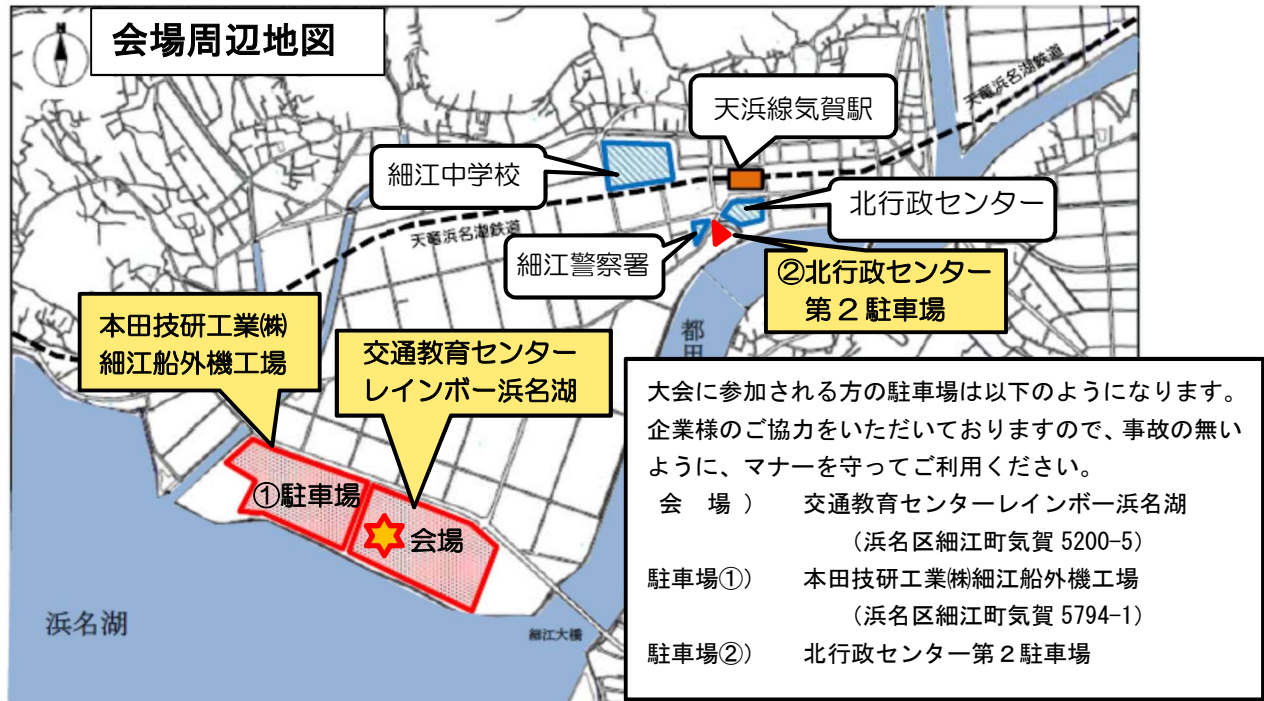 N
会場周辺地図
天竜浜名湖鉄道
天浜線気賀駅
細江中学校
北行政センター
天竜浜名湖鉄道
細江警察署
②北行政センター
第２駐車場
本田技研工業㈱
細江船外機工場
交通教育センター
レインボー浜名湖
都田
①駐車場
会場
浜名湖
細江大橋
大会に参加される方の駐車場は以下のようになります。
企業様のご協力をいただいておりますので、事故の無い
ように、マナーを守ってご利用ください。
会　場　）　交通教育センターレインボー浜名湖
（浜名区細江町気賀 5200-5）
駐車場①）　本田技研工業㈱細江船外機工場
（浜名区細江町気賀 5794-1）
駐車場②）　北行政センター第２駐車場